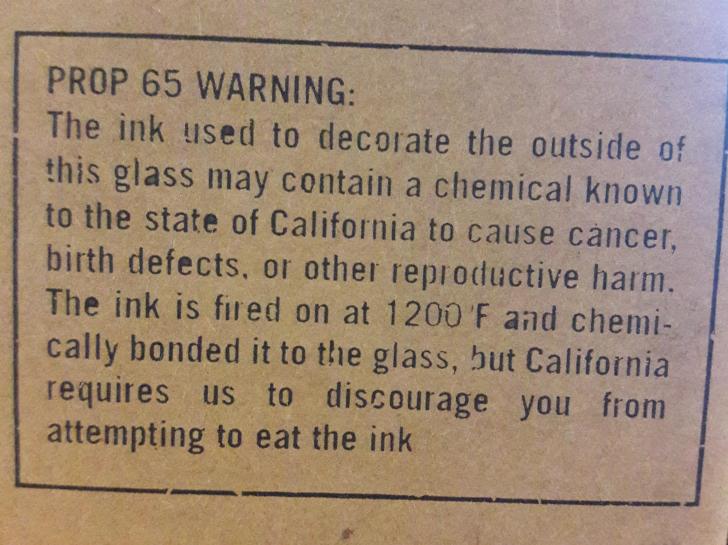 PROP 65 WARNING:
The ink used to decorate the outside of
this glass may contain a chemical known
to the state of California to cause cancer,
birth defects, or other reproductive harm.
The ink is fired on at 1200°F and chemi-
cally bonded it to the glass, but California
requires us to discourage you from
attempting to eat the ink